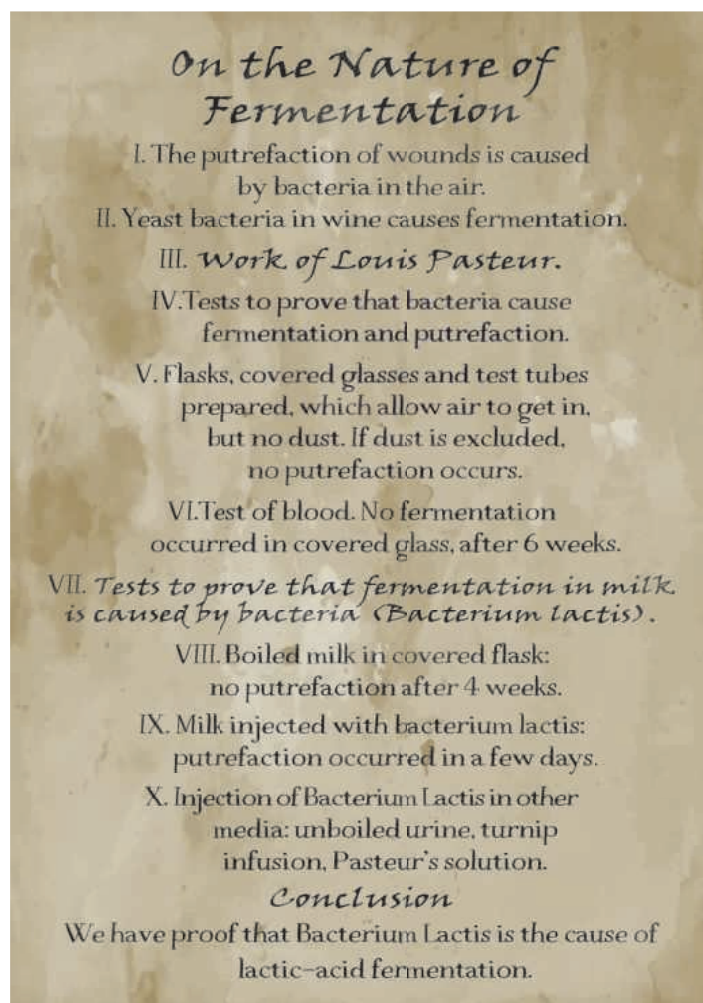 On the Nature of
Fermentation
I. The putrefaction of wounds is caused
by bacteria in the air.
II. Yeast bacteria in wine causes fermentation.
III. Work of Louis Pasteur.
IV.Tests to prove that bacteria cause
fermentation and putrefaction.
V. Flasks, covered glasses and test tubes
prepared, which allow air to get in,
but no dust. If dust is excluded,
no putrefaction occurs.
VI.Test of blood. No fermentation
occurred in covered glass, after 6 weeks.
VII. Tests to prove that fermentation in milk
is caused by bacteria (Bacterium lactis).
VIII. Boiled milk in covered flask:
no putrefaction after 4 weeks.
IX. Milk injected with bacterium lactis:
putrefaction occurred in a few days.
X. Injection of Bacterium Lactis in other
media: unboiled urine, turnip
infusion, Pasteur's solution.
Conclusion
We have proof that Bacterium Lactis is the cause of
lactic-acid fermentation.